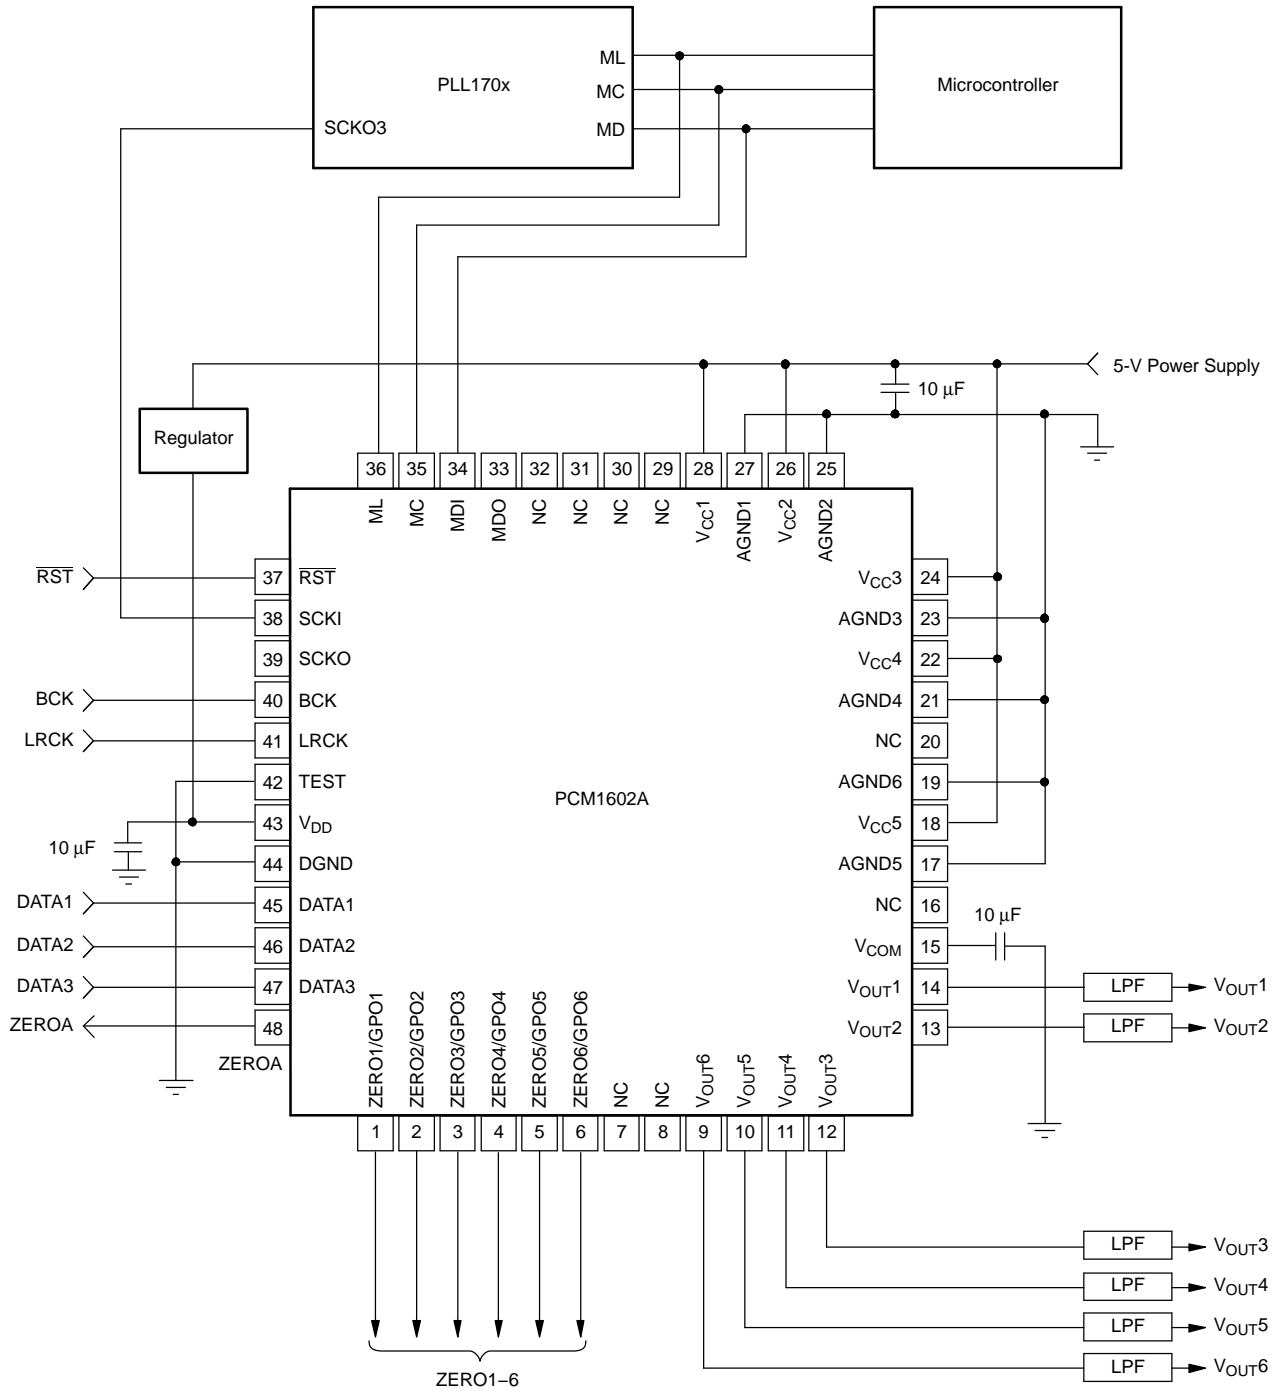 ML
PLL170x
Microcontroller
MC
SCKO3
MD
5-V Power Supply
10 μF
Regulator
36 35 34 33 32 31 30 29 28 27 26 25
ML MC MDI MDO NC NC NC NC VCC1 AGND1 VCC2 AGND2
RST 37 RST
VCC3 24
38 SCKI
AGND3 23
39 SCKO
VCC4 22
BCK 40 BCK
AGND4 21
LRCK 41 LRCK
NC 20
42 TEST
AGND6 19
PCM1602A
43 VDD
VCC5 18
10 μF
44 DGND
AGND5 17
DATA1 45 DATA1
NC 16
10 μF
DATA2 46 DATA2
VCOM 15
DATA3 47 DATA3
VOUT1 14 LPF VOUT1
ZEROA 48
VOUT2 13 LPF VOUT2
ZEROA
ZERO1/GPO1 ZERO2/GPO2 ZERO3/GPO3 ZERO4/GPO4 ZERO5/GPO5 ZERO6/GPO6 NC NC VOUT6 VOUT5 VOUT4 VOUT3
1 2 3 4 5 6 7 8 9 10 11 12
LPF VOUT3
LPF VOUT4
LPF VOUT5
LPF VOUT6
ZERO1–6